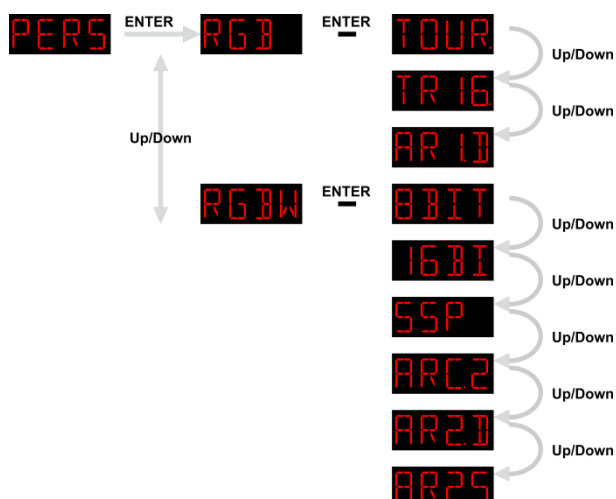 PERS ENTER RGB ENTER TOUR.
Up/Down
TR16.
Up/Down
AR1.D
Up/Down
RGBW ENTER 8BIT
Up/Down
16BI
Up/Down
SSP
Up/Down
ARC.2
Up/Down
AR2.D
Up/Down
AR2S